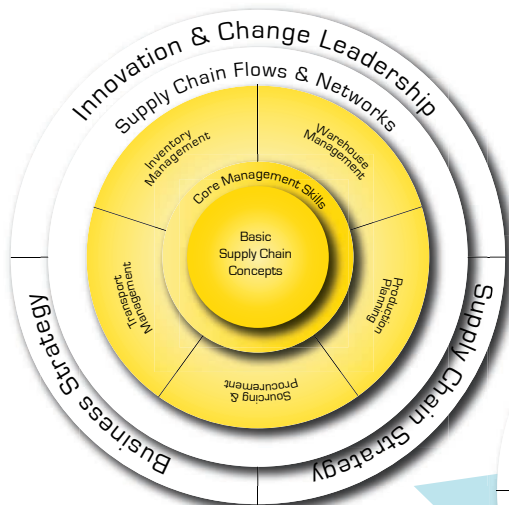 Innovation & Change Leadership
Supply Chain Flows & Networks
Inventory
Management
Warehouse
Management
Core Management Skills
Basic
Supply Chain
Concepts
Transport
Management
Production
Planning
Sourcing &
Procurement
Business Strategy
Supply Chain Strategy